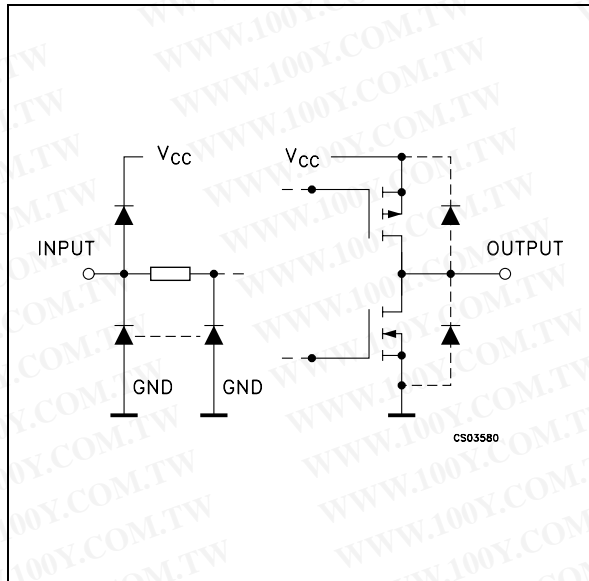 VCC
VCC
INPUT
OUTPUT
GND
GND
CS03580
WWW.100Y.COM.TW